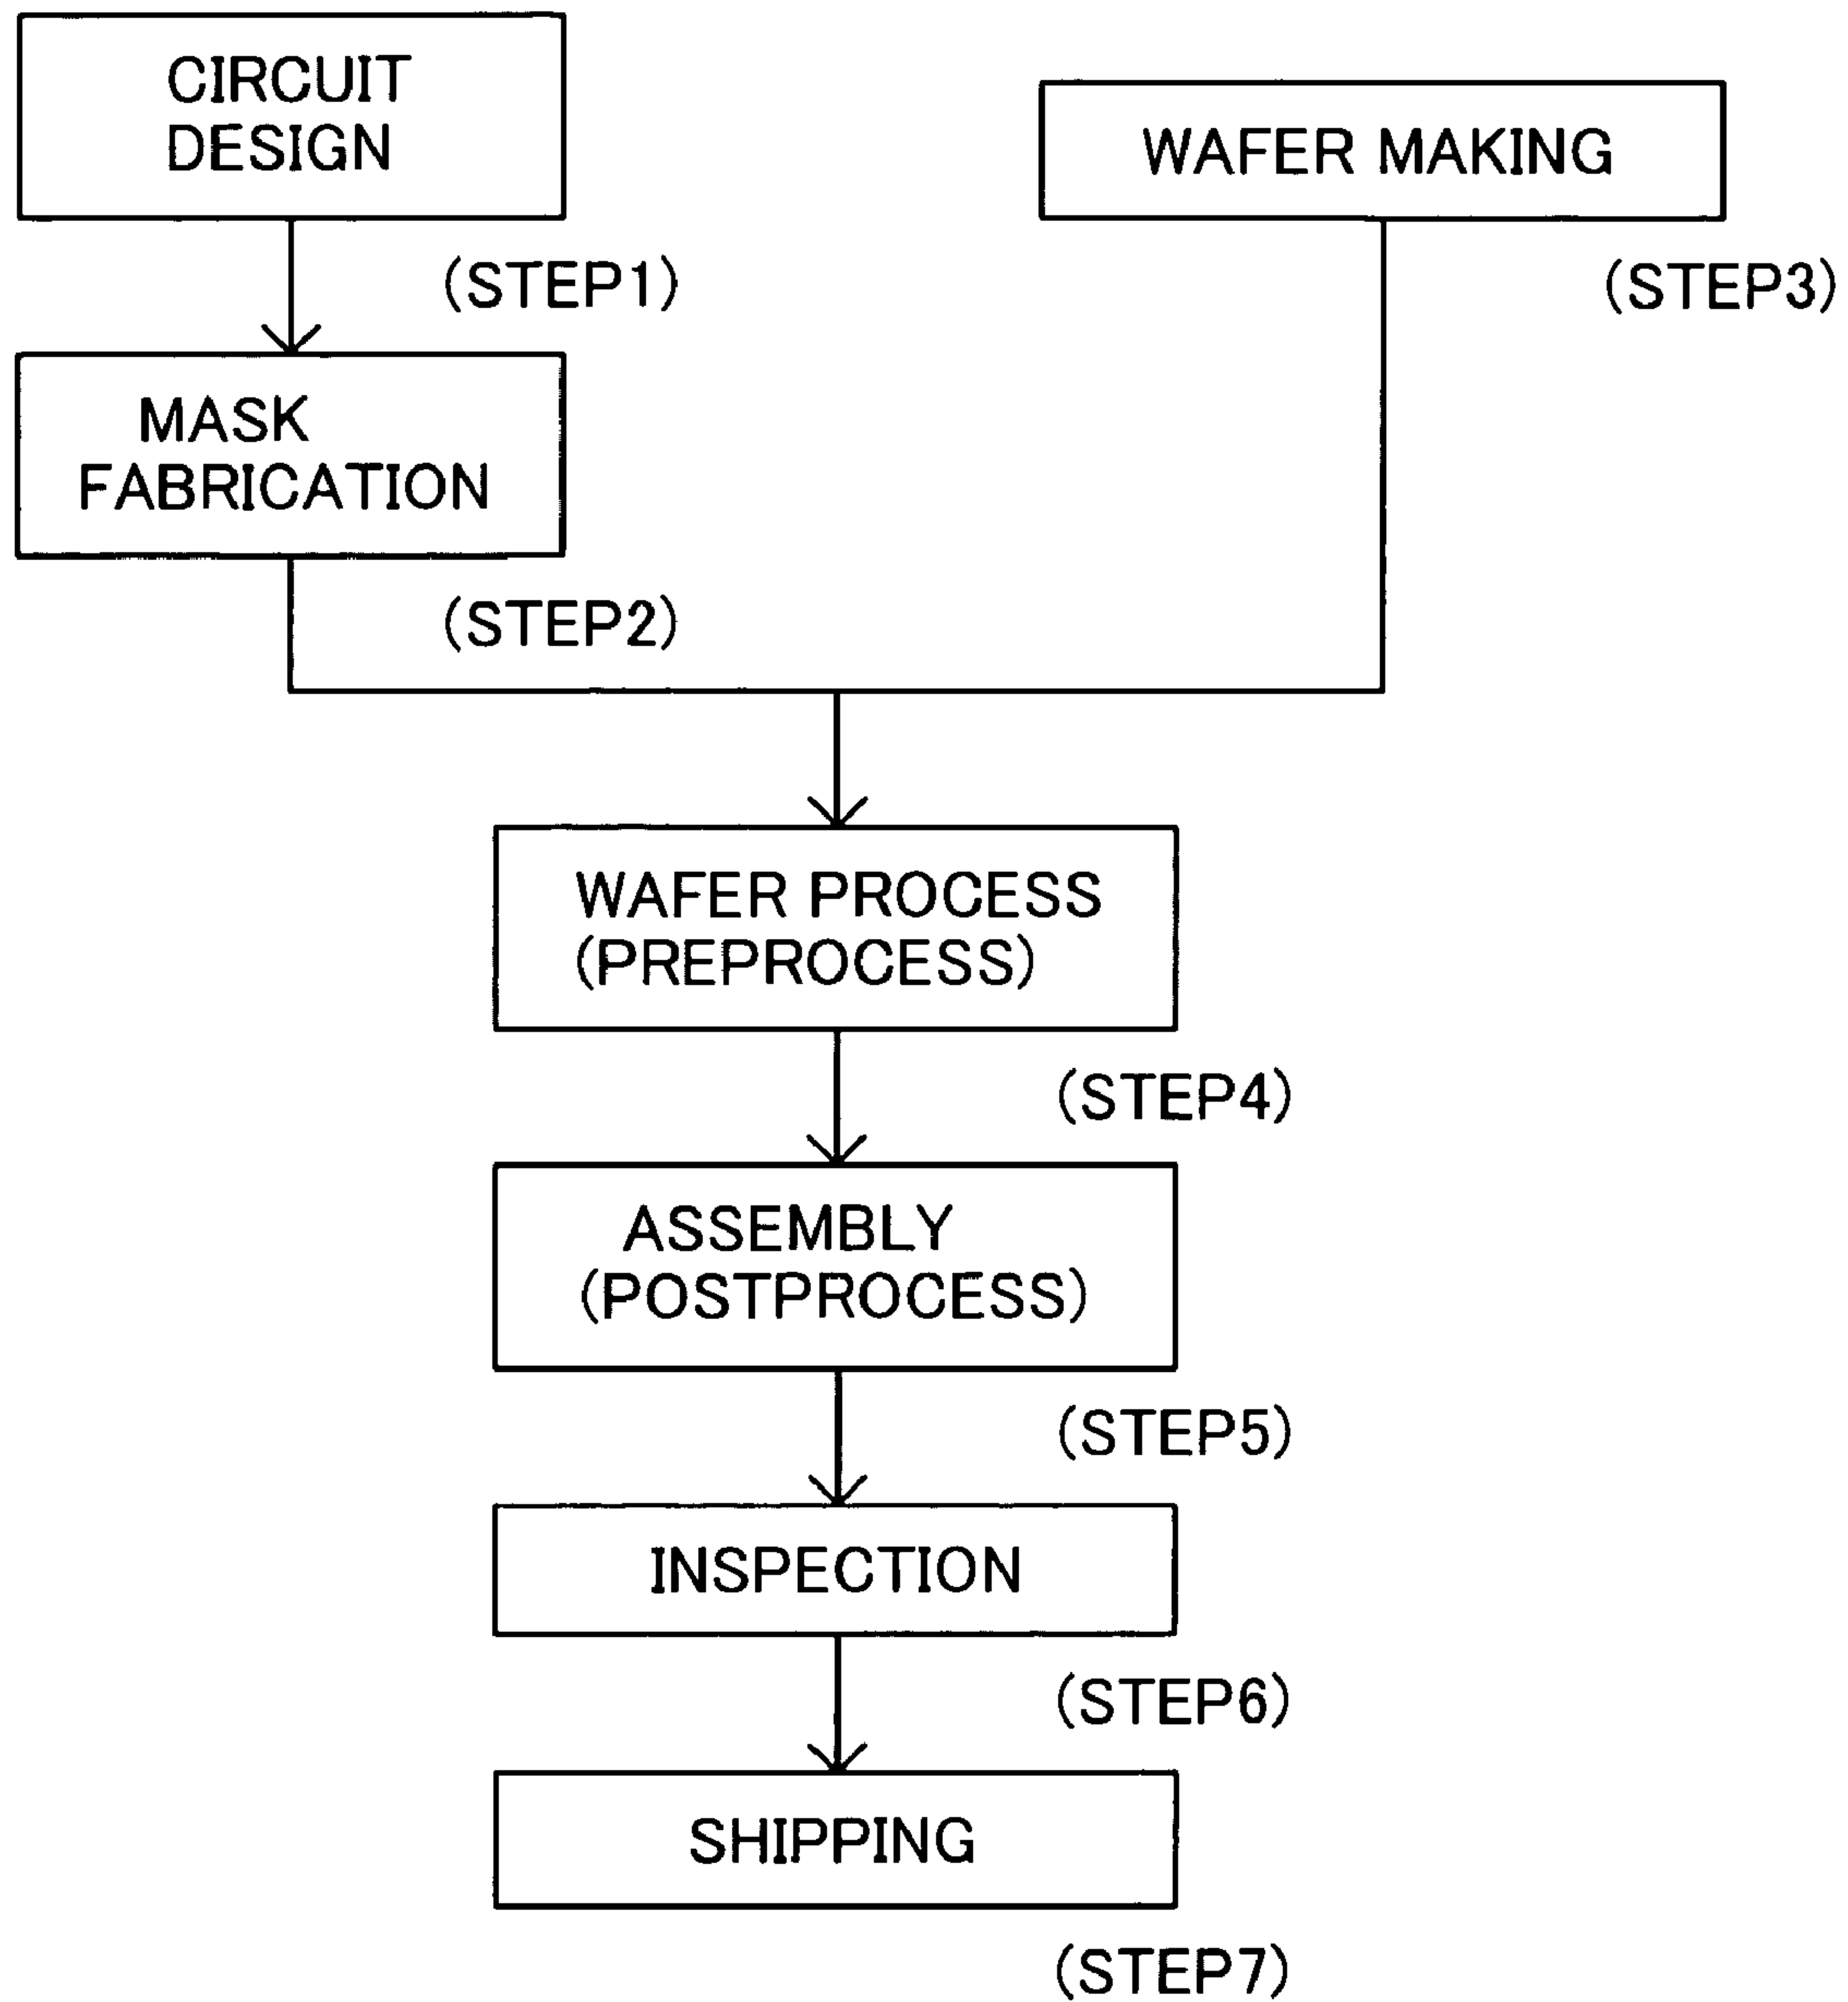 CIRCUIT
DESIGN
(STEP1)
MASK
FABRICATION
(STEP2)
WAFER MAKING
(STEP3)
WAFER PROCESS
(PREPROCESS)
(STEP4)
ASSEMBLY
(POSTPROCESS)
(STEP5)
INSPECTION
(STEP6)
SHIPPING
(STEP7)